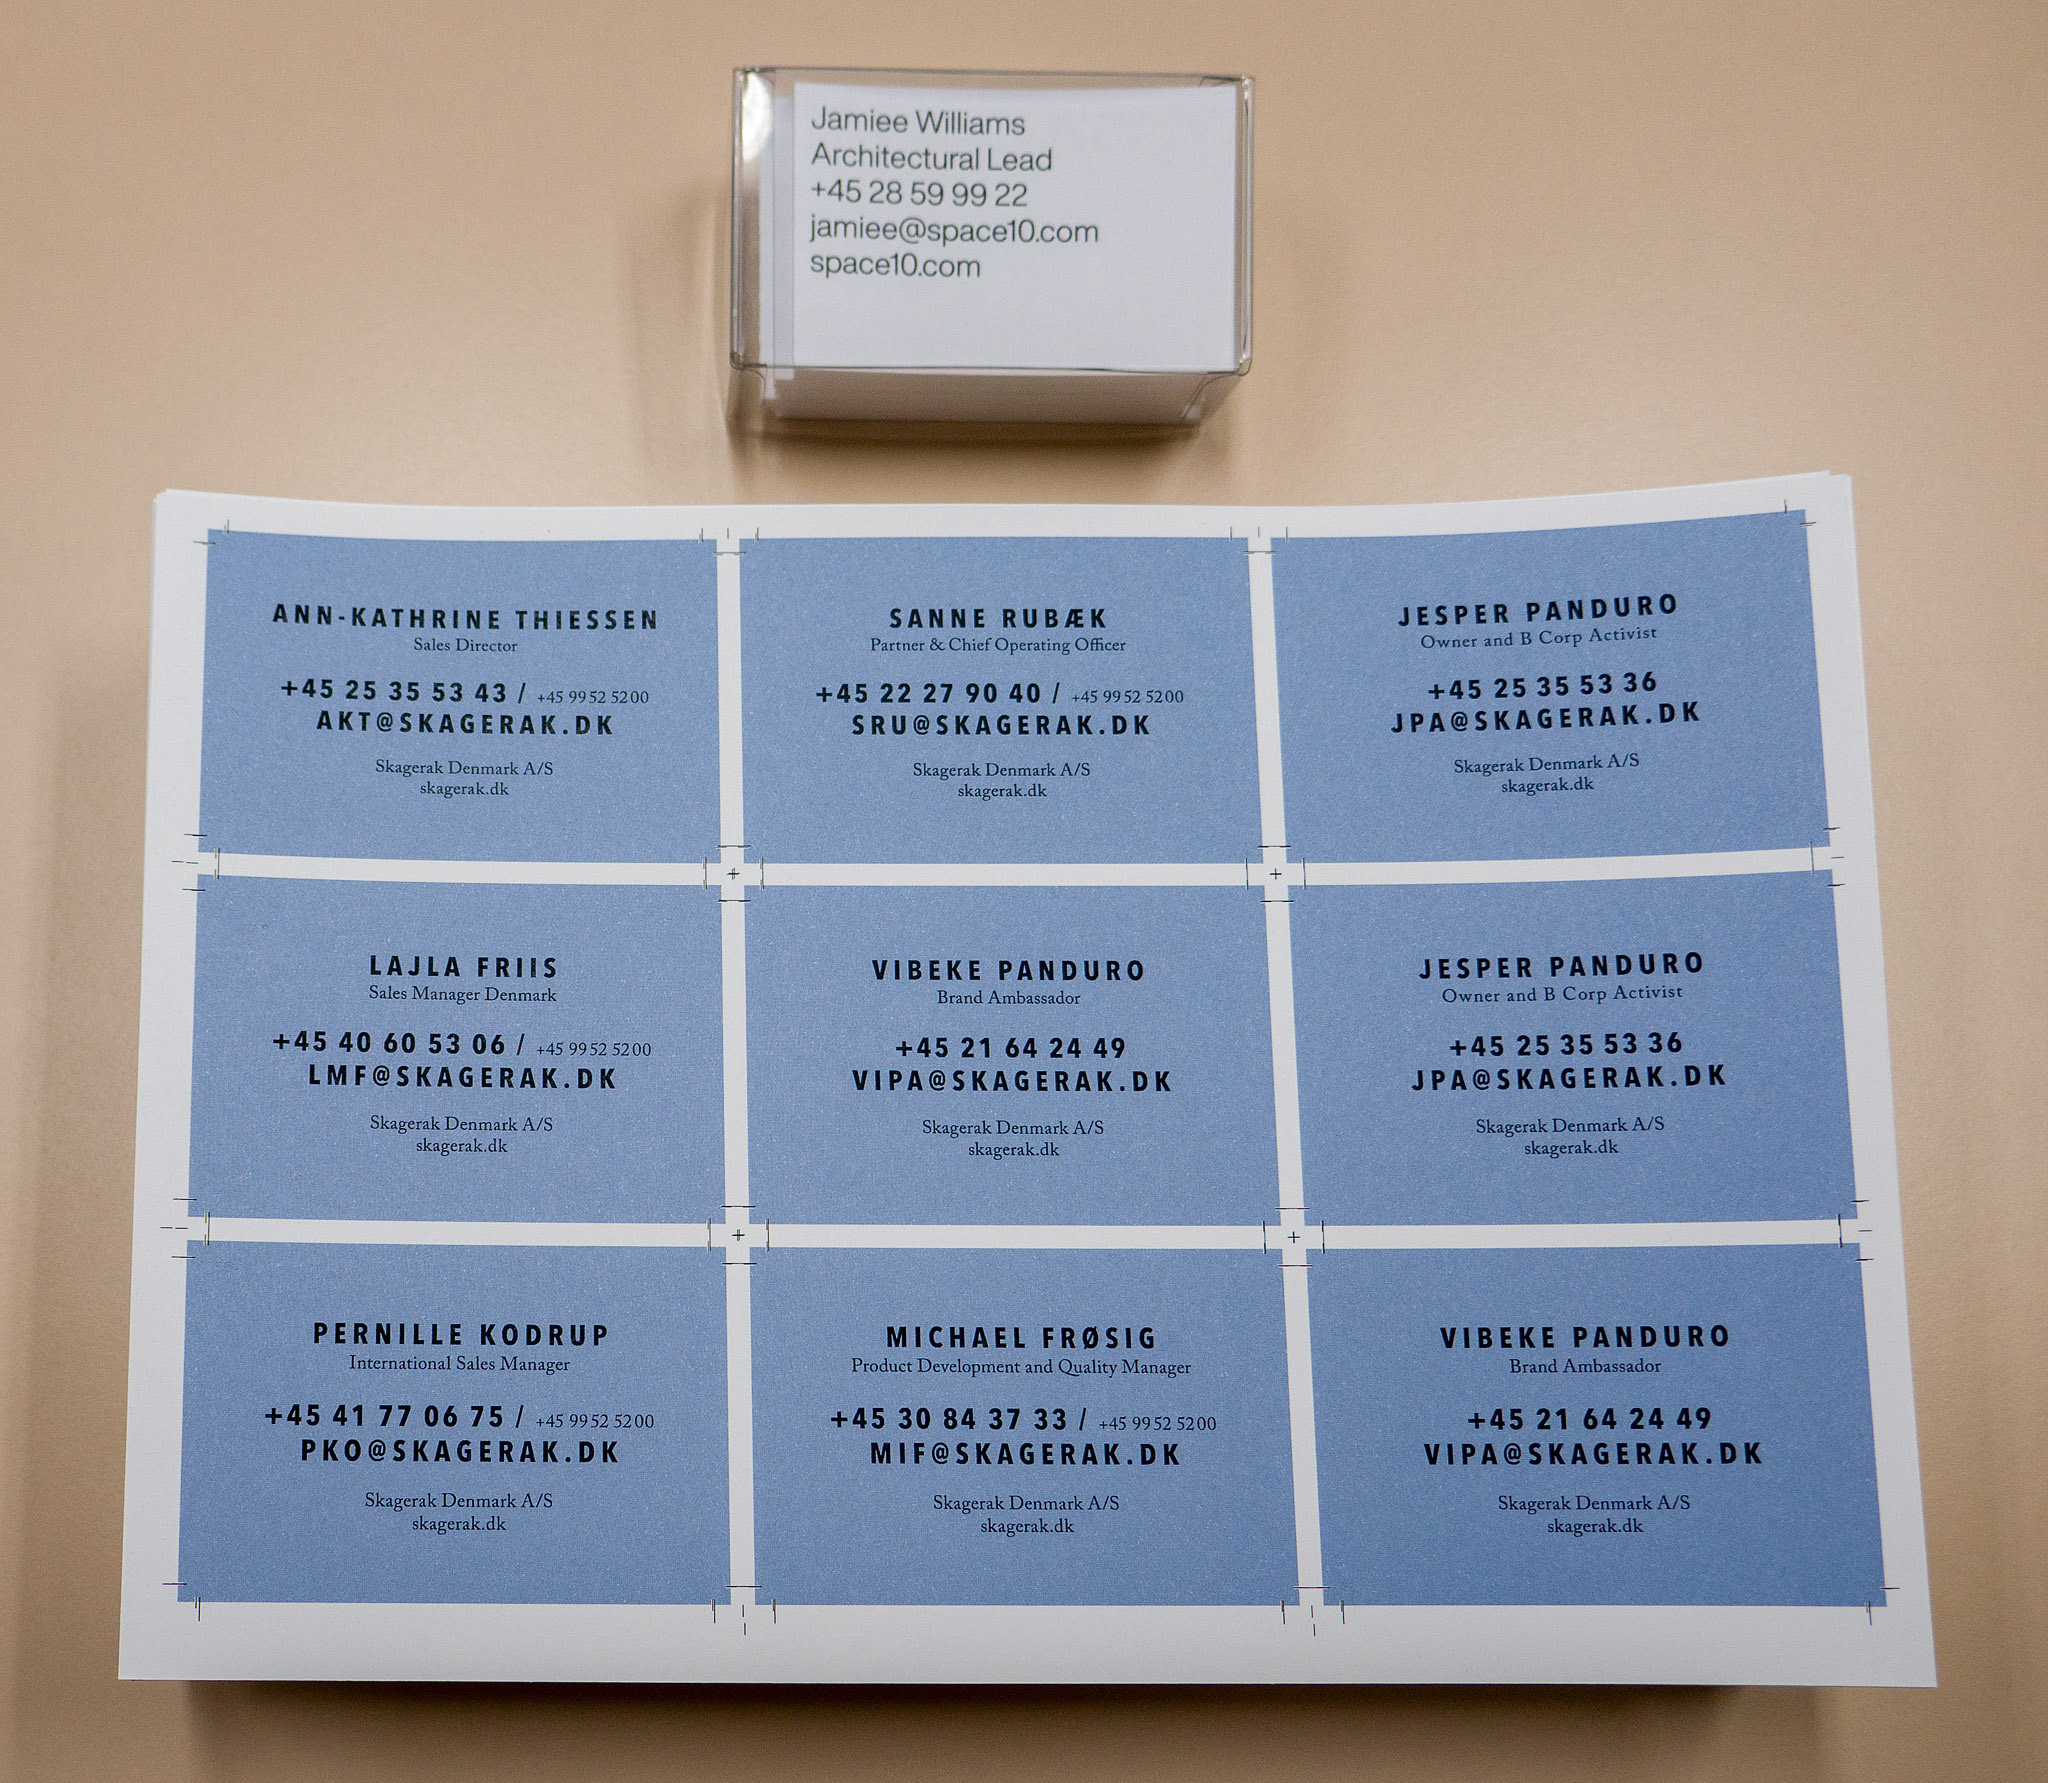 Jamiee Williams
Architectural Lead
+45 28 59 99 22
jamiee@space10.com
space10.com
ANN-KATHRINE THIESSEN
Sales Director
+45 25 35 53 43 / +45 99 52 52 00
AKT@SKAGERAK.DK
Skagerak Denmark A/S
skagerak.dk
SANNE RUBÆK
Partner & Chief Operating Officer
+45 22 27 90 40 / +45 99 52 52 00
SRU@SKAGERAK.DK
Skagerak Denmark A/S
skagerak.dk
JESPER PANDURO
Owner and B Corp Activist
+45 25 35 53 36
JPA@SKAGERAK.DK
Skagerak Denmark A/S
skagerak.dk
LAJLA FRIIS
Sales Manager Denmark
+45 40 60 53 06 / +45 99 52 52 00
LMF@SKAGERAK.DK
Skagerak Denmark A/S
skagerak.dk
VIBEKE PANDURO
Brand Ambassador
+45 21 64 24 49
VIPA@SKAGERAK.DK
Skagerak Denmark A/S
skagerak.dk
JESPER PANDURO
Owner and B Corp Activist
+45 25 35 53 36
JPA@SKAGERAK.DK
Skagerak Denmark A/S
skagerak.dk
PERNILLE KODRUP
International Sales Manager
+45 41 77 06 75 / +45 99 52 52 00
PKO@SKAGERAK.DK
Skagerak Denmark A/S
skagerak.dk
MICHAEL FRØSIG
Product Development and Quality Manager
+45 30 84 37 33 / +45 99 52 52 00
MIF@SKAGERAK.DK
Skagerak Denmark A/S
skagerak.dk
VIBEKE PANDURO
Brand Ambassador
+45 21 64 24 49
VIPA@SKAGERAK.DK
Skagerak Denmark A/S
skagerak.dk